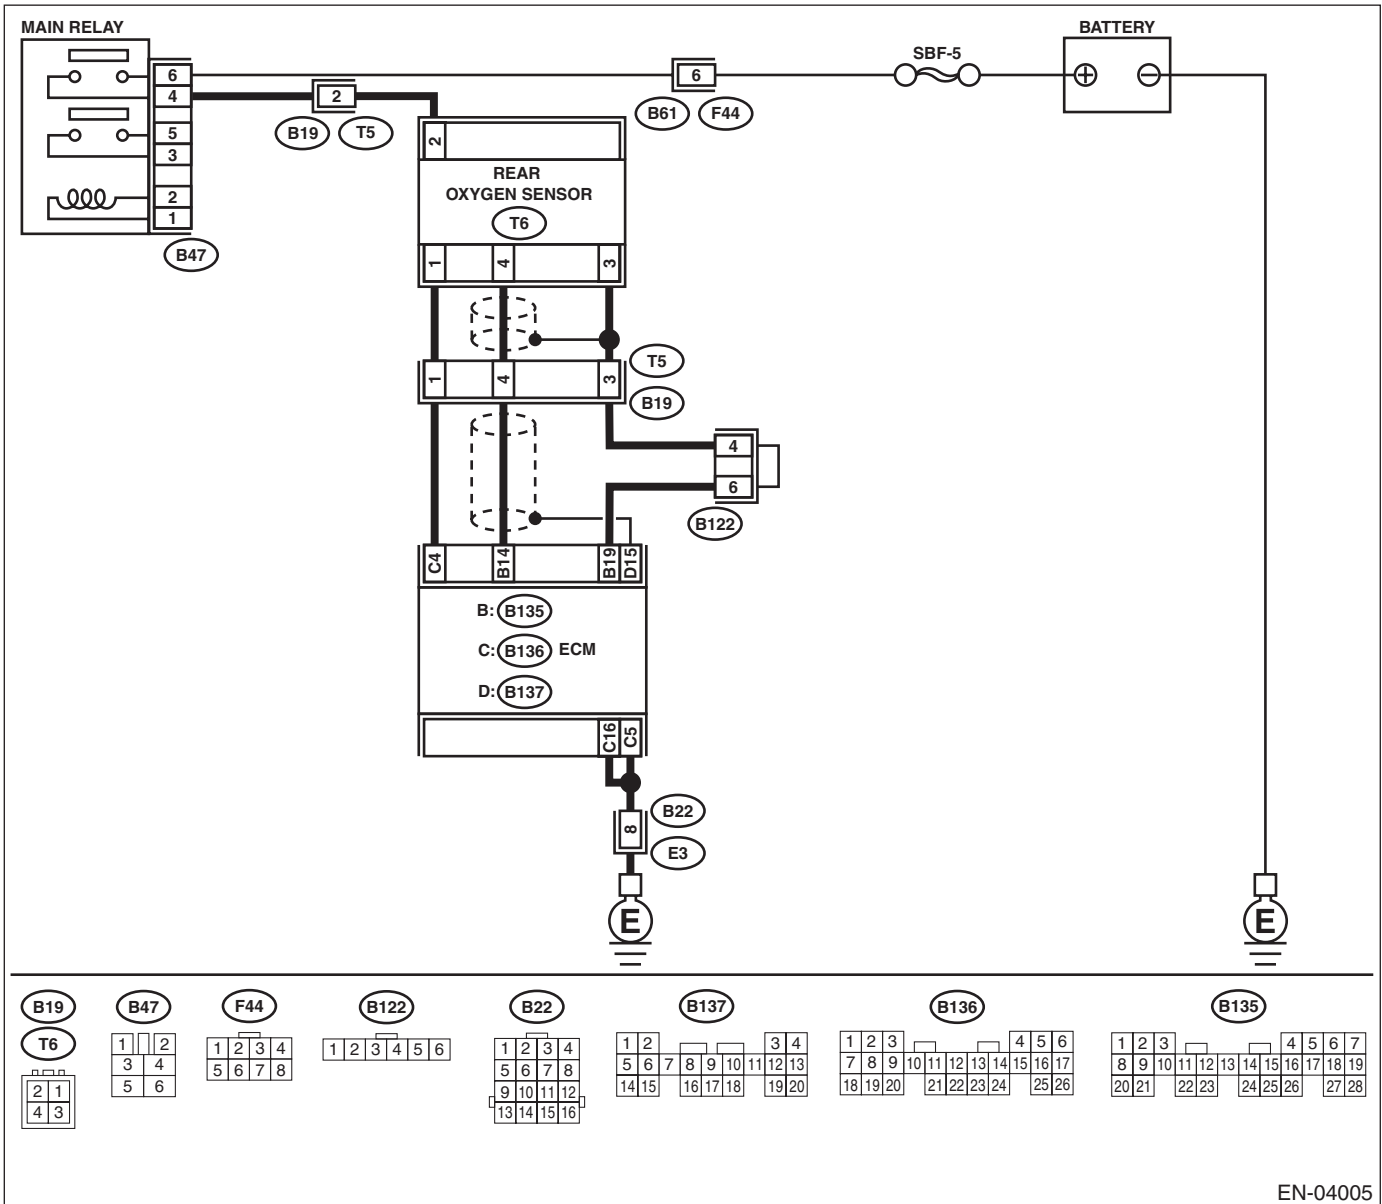 MAIN RELAY
BATTERY
SBF-5
6
4
5
3
2
1
B47
2
B19 T5
6
B61 F44
2
REAR
OXYGEN SENSOR
T6
1 4 3
T5
1 4 3
B19
4
6
B122
C4 B14 B19 D15
B: B135
C: B136 ECM
D: B137
C16 C5
B22
8
E3
E
E
B19
T6
2 1
4 3
B47
1 2
3 4
5 6
F44
1 2 3 4
5 6 7 8
B122
1 2 3 4 5 6
B22
1 2 3 4
5 6 7 8
9 10 11 12
13 14 15 16
B137
1 2 3 4
5 6 7 8 9 10 11 12 13
14 15 16 17 18 19 20
B136
1 2 3 4 5 6
7 8 9 10 11 12 13 14 15 16 17
18 19 20 21 22 23 24 25 26
B135
1 2 3 4 5 6 7
8 9 10 11 12 13 14 15 16 17 18 19
20 21 22 23 24 25 26 27 28
EN-04005